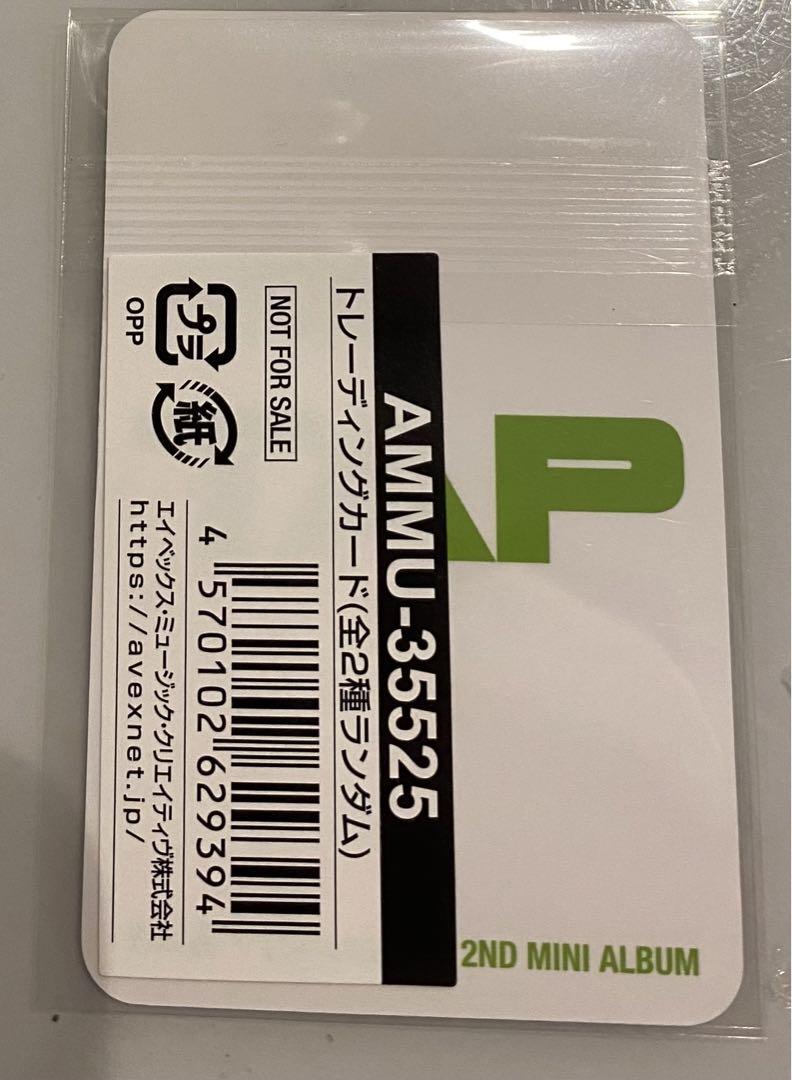 AMMU-35525
トレーディングカード(全2種ランダム)
NOT FOR SALE
プラ
紙
OPP
4 570102 629394
エイベックス・ミュージック・クリエイティヴ株式会社
https://avexnet.jp/
AP
2ND MINI ALBUM